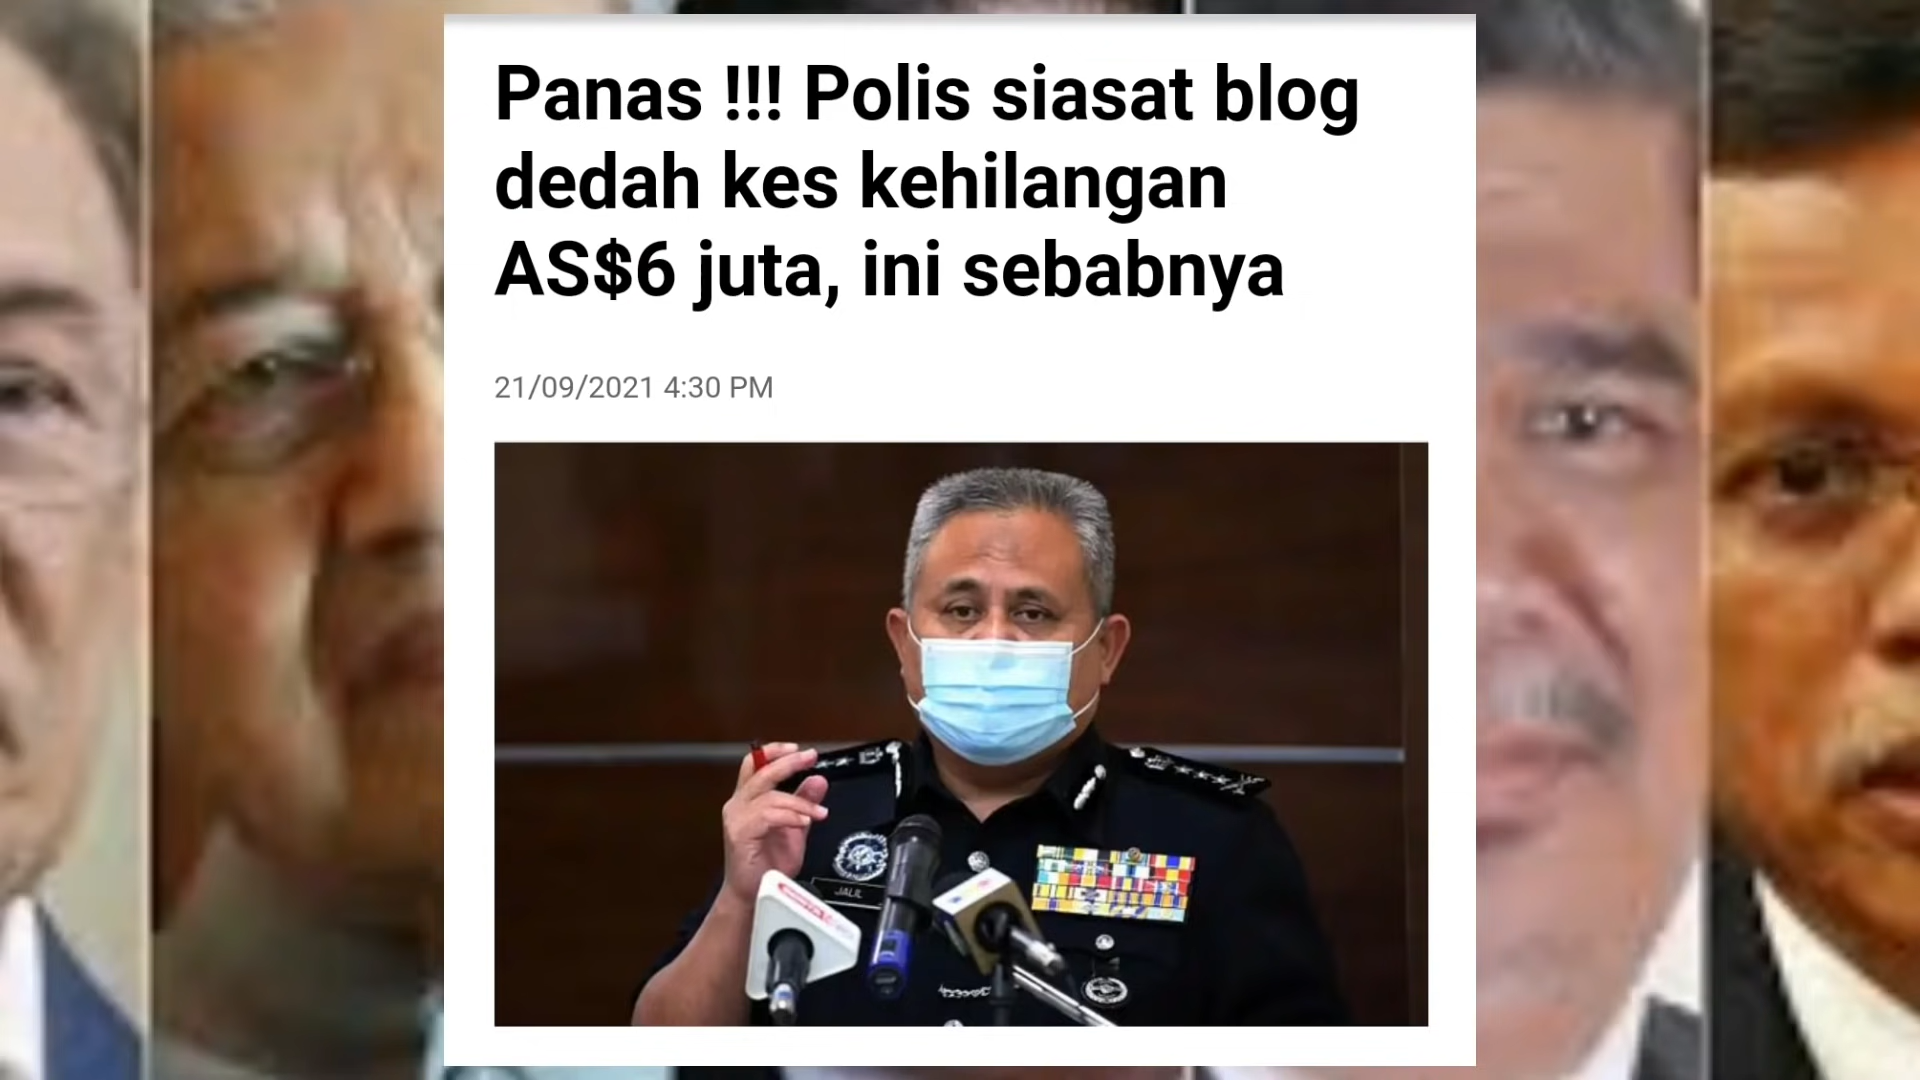 Panas !!! Polis siasat blog
dedah kes kehilangan
AS$6 juta, ini sebabnya
21/09/2021 4:30 PM
JALIL